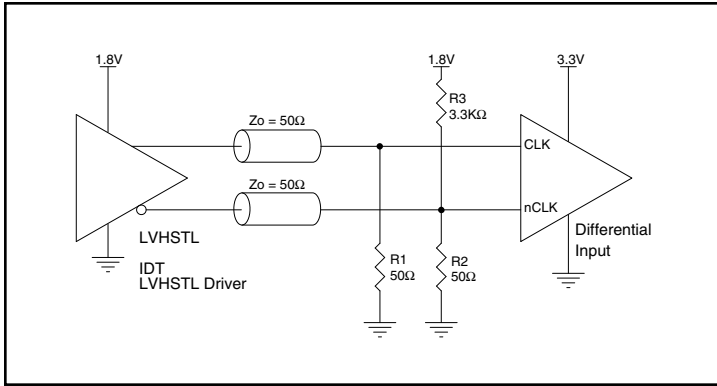 1.8V
1.8V
3.3V
R3
3.3KΩ
Zo = 50Ω
CLK
Zo = 50Ω
nCLK
LVHSTL
IDT
LVHSTL Driver
R1
50Ω
R2
50Ω
Differential
Input